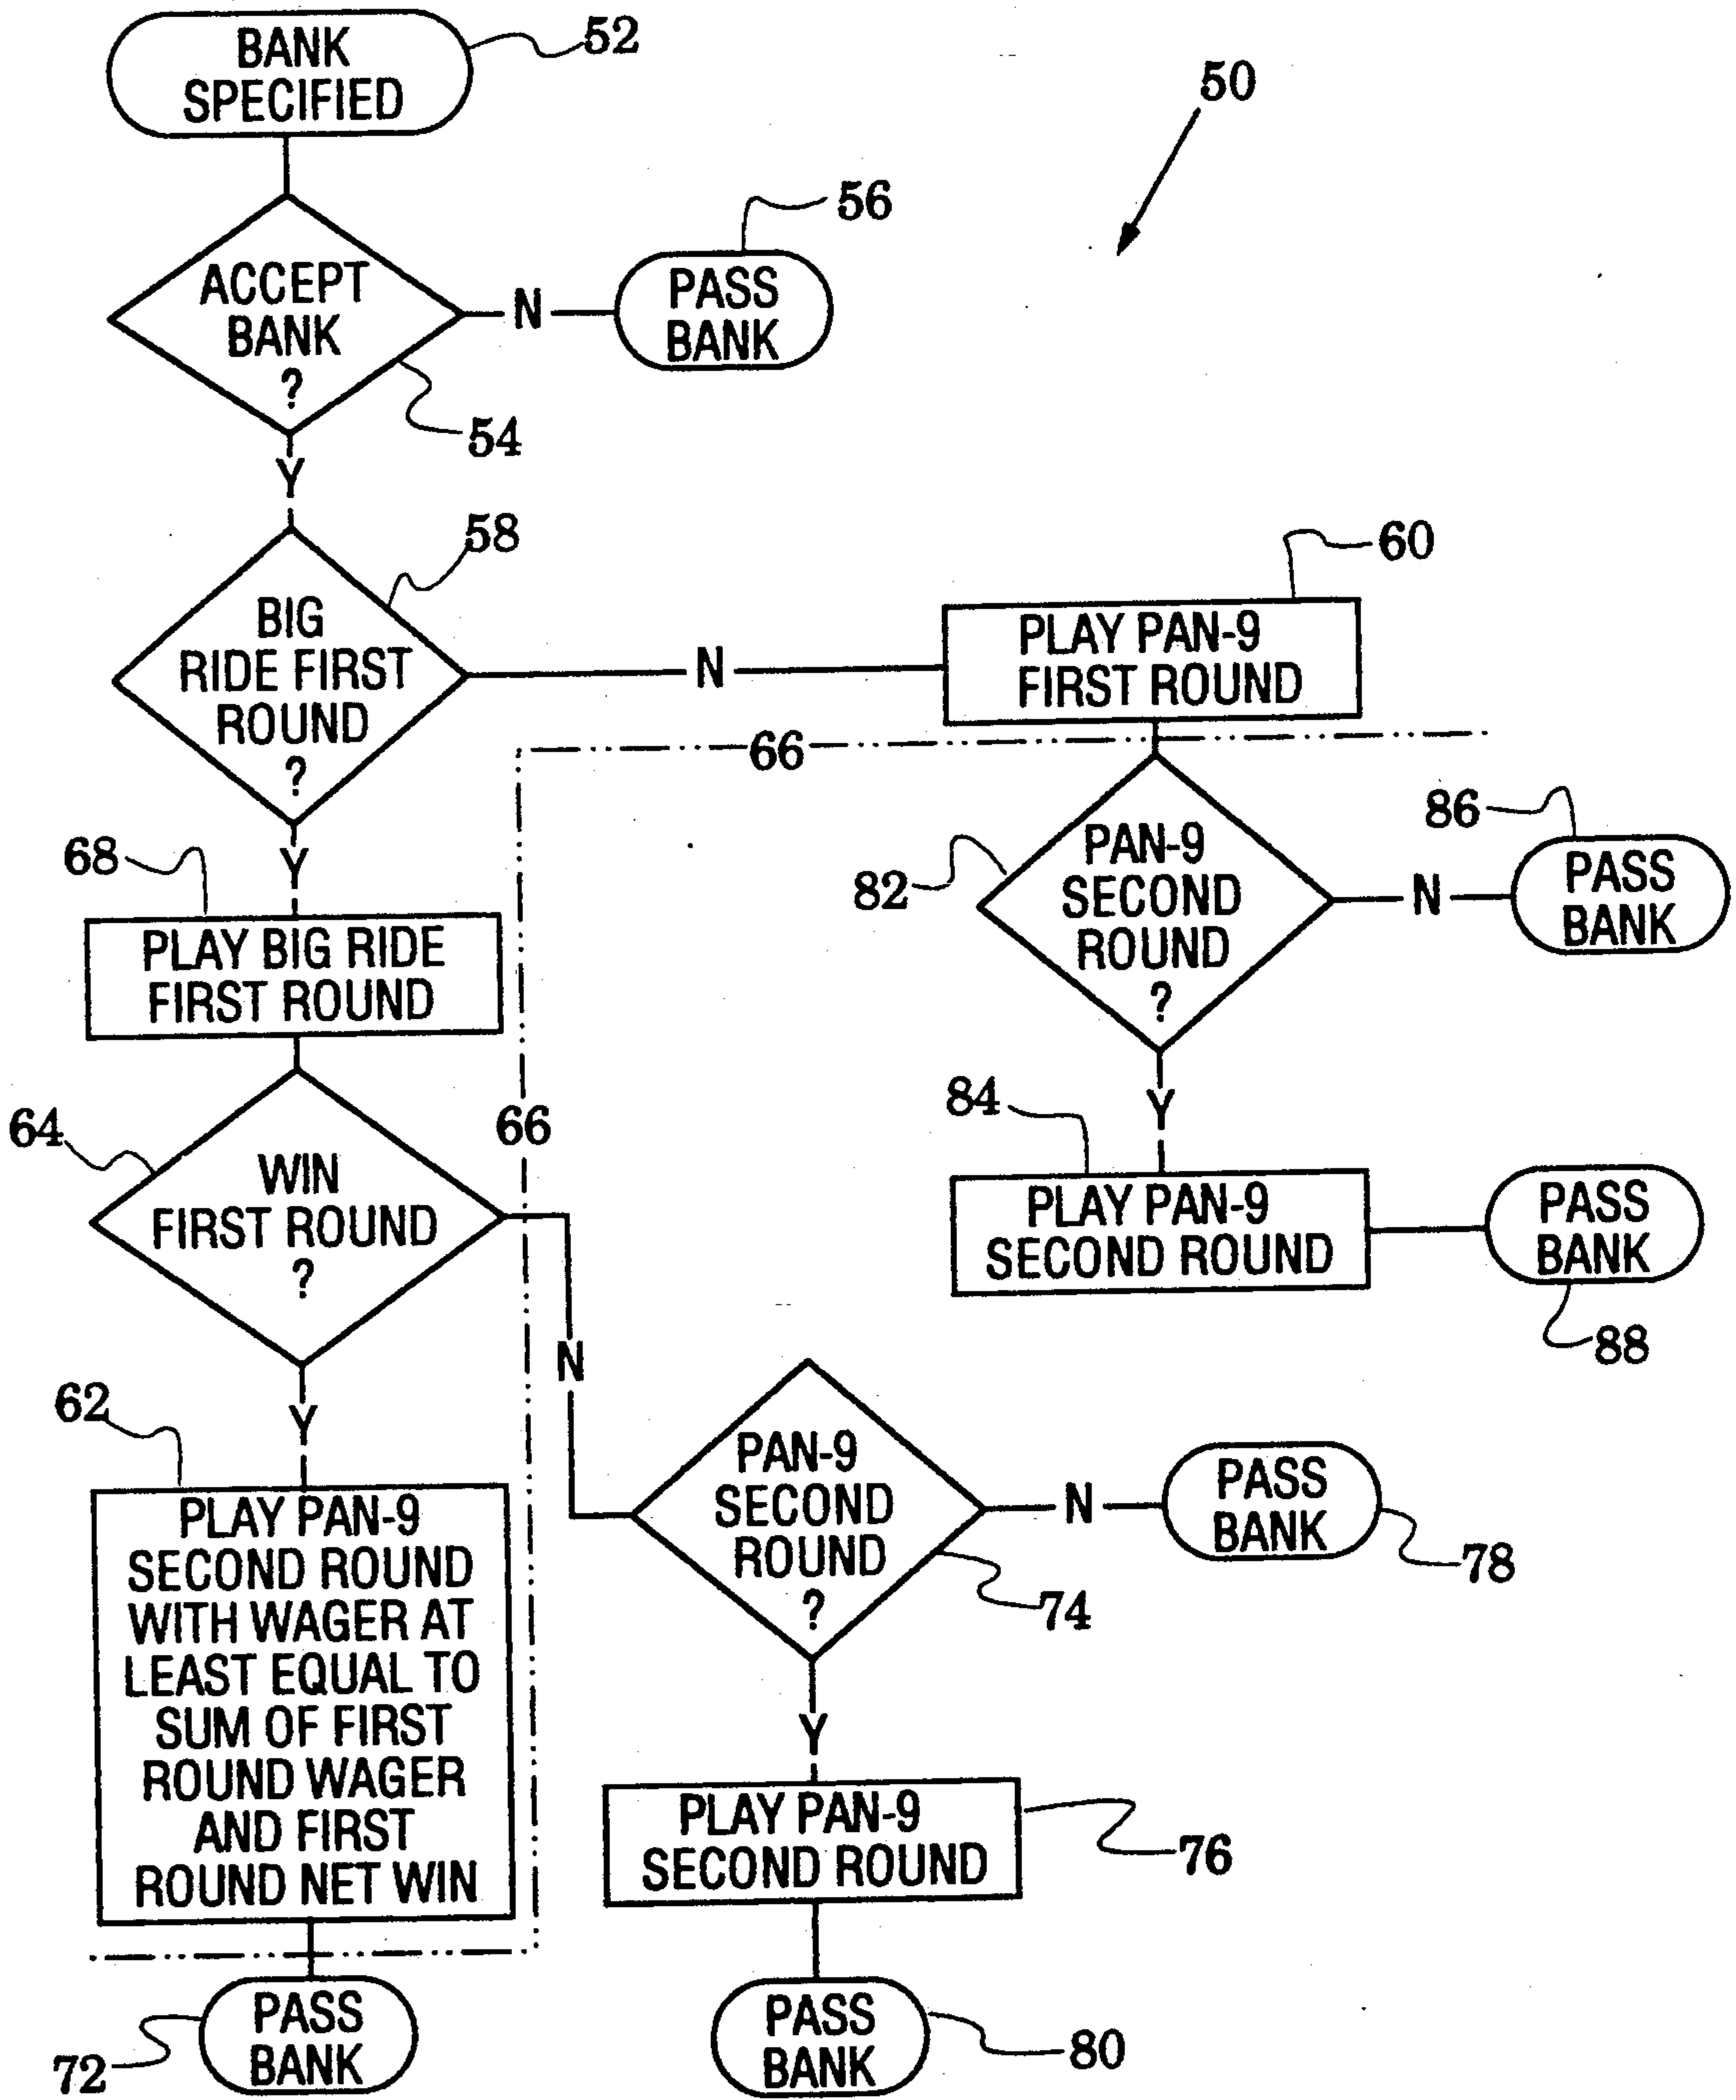 BANK
SPECIFIED
52
50
56
PASS
BANK
ACCEPT
BANK
?
N
54
Y
58
BIG
RIDE FIRST
ROUND
?
N
60
PLAY PAN-9
FIRST ROUND
66
86
PASS
BANK
82
PAN-9
SECOND
ROUND
?
N
Y
68
PLAY BIG RIDE
FIRST ROUND
84
Y
PLAY PAN-9
SECOND ROUND
PASS
BANK
88
64
66
WIN
FIRST ROUND
?
N
Y
62
PLAY PAN-9
SECOND ROUND
WITH WAGER AT
LEAST EQUAL TO
SUM OF FIRST
ROUND WAGER
AND FIRST
ROUND NET WIN
PAN-9
SECOND
ROUND
?
N
PASS
BANK
78
74
Y
PLAY PAN-9
SECOND ROUND
76
PASS
BANK
72
PASS
BANK
80